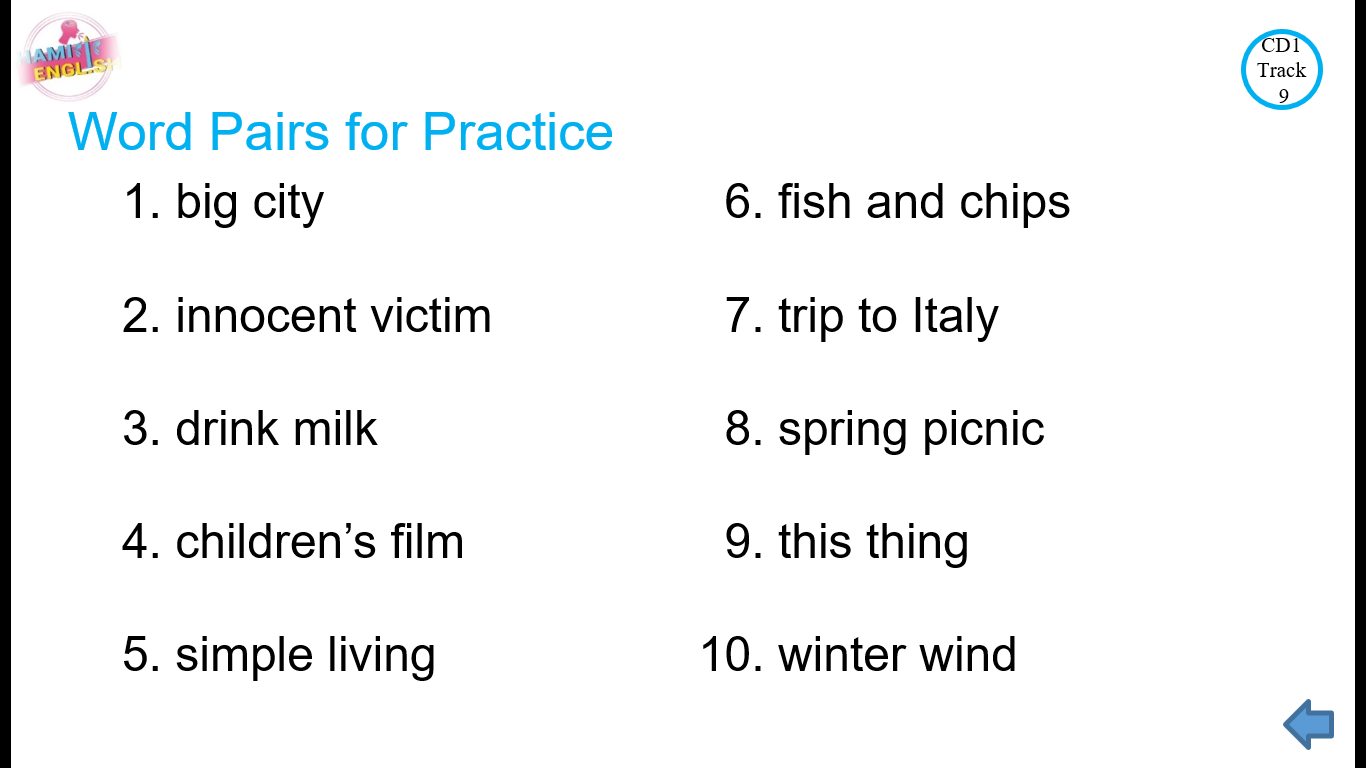 CD1
Track
9
Word Pairs for Practice
1. big city
2. innocent victim
3. drink milk
4. children’s film
5. simple living
6. fish and chips
7. trip to Italy
8. spring picnic
9. this thing
10. winter wind